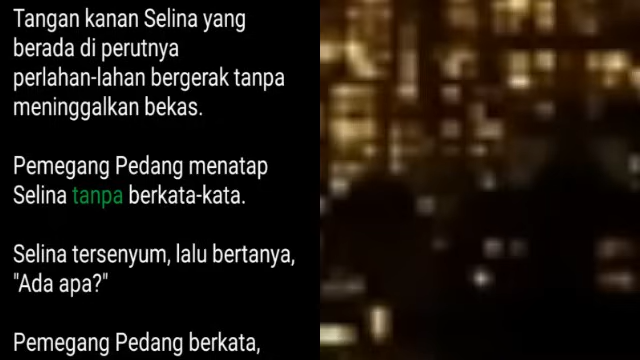 Tangan kanan Selina yang
berada di perutnya
perlahan-lahan bergerak tanpa
meninggalkan bekas.
Pemegang Pedang menatap
Selina tanpa berkata-kata.
Selina tersenyum, lalu bertanya,
"Ada apa?"
Pemegang Pedang berkata,